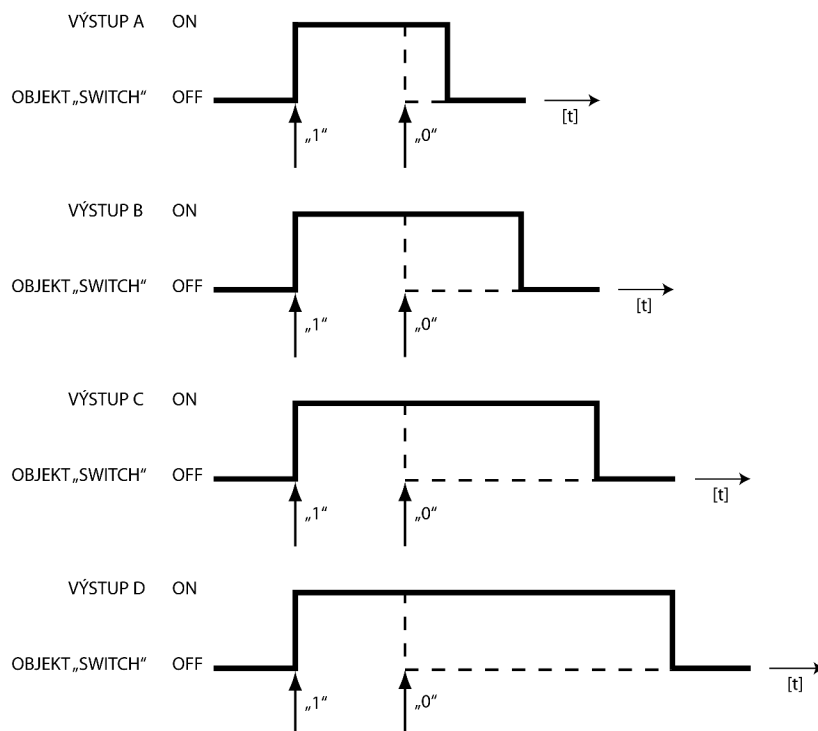 VÝSTUP A ON
OBJEKT „SWITCH“ OFF
[t]
„1“ „0“
VÝSTUP B ON
OBJEKT „SWITCH“ OFF
[t]
„1“ „0“
VÝSTUP C ON
OBJEKT „SWITCH“ OFF
[t]
„1“ „0“
VÝSTUP D ON
OBJEKT „SWITCH“ OFF
[t]
„1“ „0“